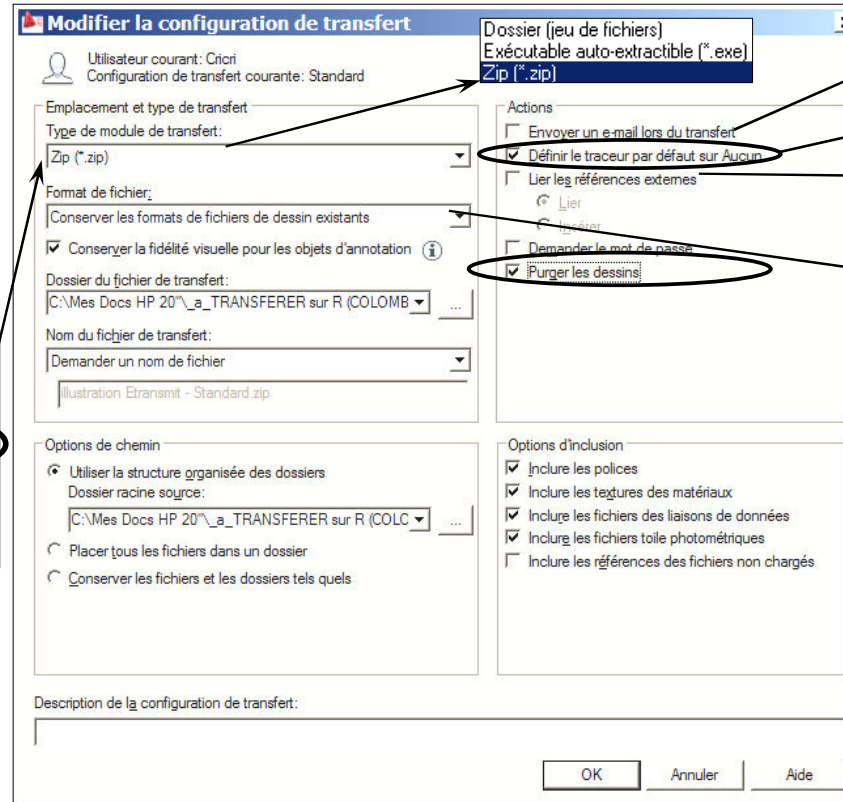 Modifier la configuration de transfert
Dossier (jeu de fichiers)
Exécutable auto-extractible (*.exe)
Zip (*.zip)
Utilisateur courant: Cricri
Configuration de transfert courante: Standard
Emplacement et type de transfert
Type de module de transfert:
Zip (*.zip)
Format de fichier:
Conserver les formats de fichiers de dessin existants
Conserver la fidélité visuelle pour les objets d'annotation
Dossier du fichier de transfert:
C:\Mes Docs HP 20"\_a_TRANSFERER sur R (COLOMB
...
Nom du fichier de transfert:
Demander un nom de fichier
illustration Etransmit - Standard.zip
Actions
Envoyer un e-mail lors du transfert
Définir le traceur par défaut sur Aucun
Lier les références externes
Lier
Insérer
Demander le mot de passe
Purger les dessins
Options de chemin
Utiliser la structure organisée des dossiers
Dossier racine source:
C:\Mes Docs HP 20"\_a_TRANSFERER sur R (COLC
...
Placer tous les fichiers dans un dossier
Conserver les fichiers et les dossiers tels quels
Options d'inclusion
Inclure les polices
Inclure les textures des matériaux
Inclure les fichiers des liaisons de données
Inclure les fichiers toile photométriques
Inclure les références des fichiers non chargés
Description de la configuration de transfert:
OK
Annuler
Aide